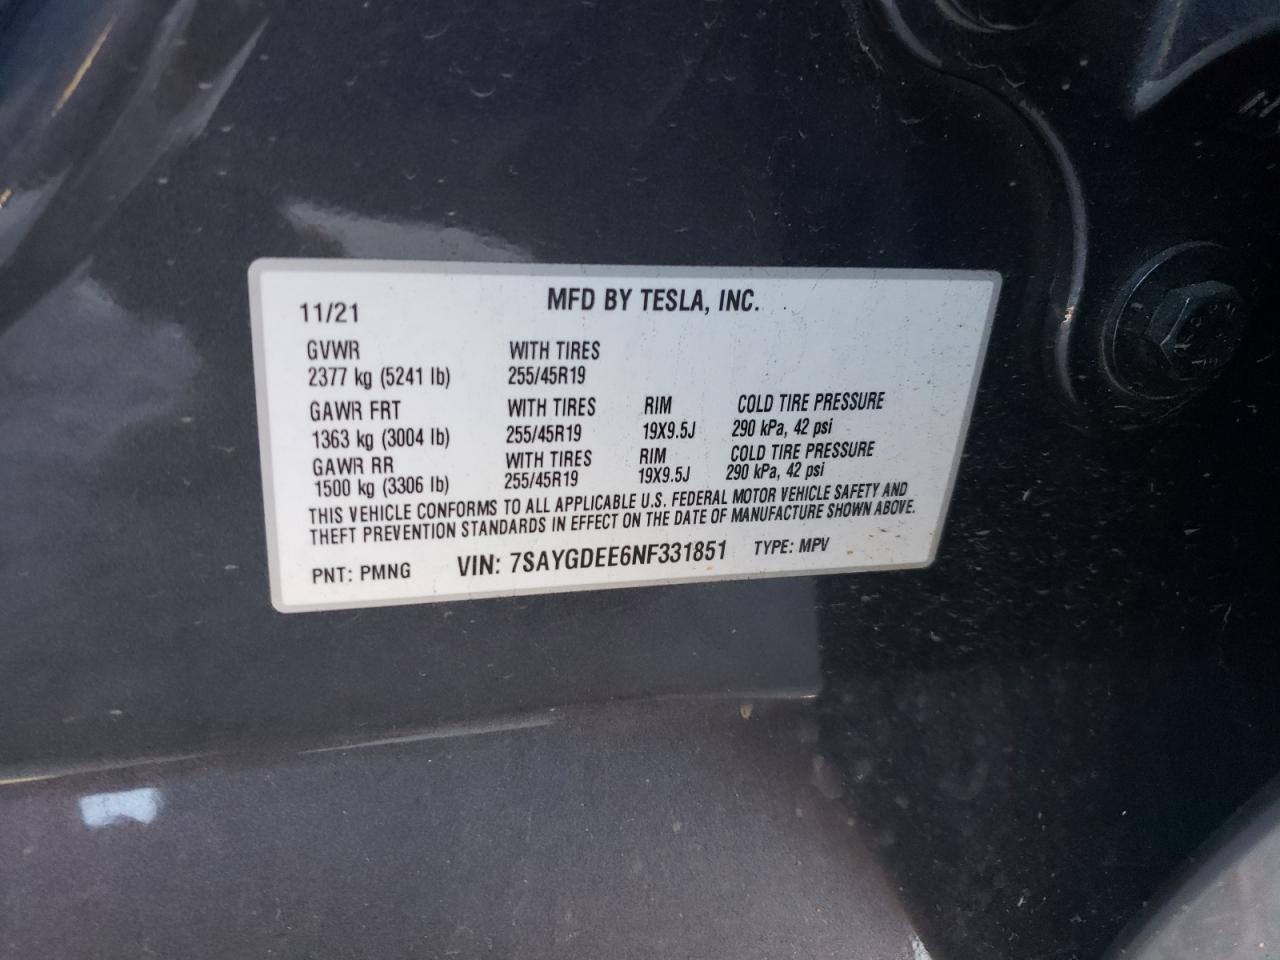 11/21 MFD BY TESLA, INC.
GVWR WITH TIRES
2377 kg (5241 lb) 255/45R19
GAWR FRT WITH TIRES RIM COLD TIRE PRESSURE
1363 kg (3004 lb) 255/45R19 19X9.5J 290 kPa, 42 psi
GAWR RR WITH TIRES RIM COLD TIRE PRESSURE
1500 kg (3306 lb) 255/45R19 19X9.5J 290 kPa, 42 psi
THIS VEHICLE CONFORMS TO ALL APPLICABLE U.S. FEDERAL MOTOR VEHICLE SAFETY AND
THEFT PREVENTION STANDARDS IN EFFECT ON THE DATE OF MANUFACTURE SHOWN ABOVE.
PNT: PMNG VIN: 7SAYGDEE6NF331851 TYPE: MPV